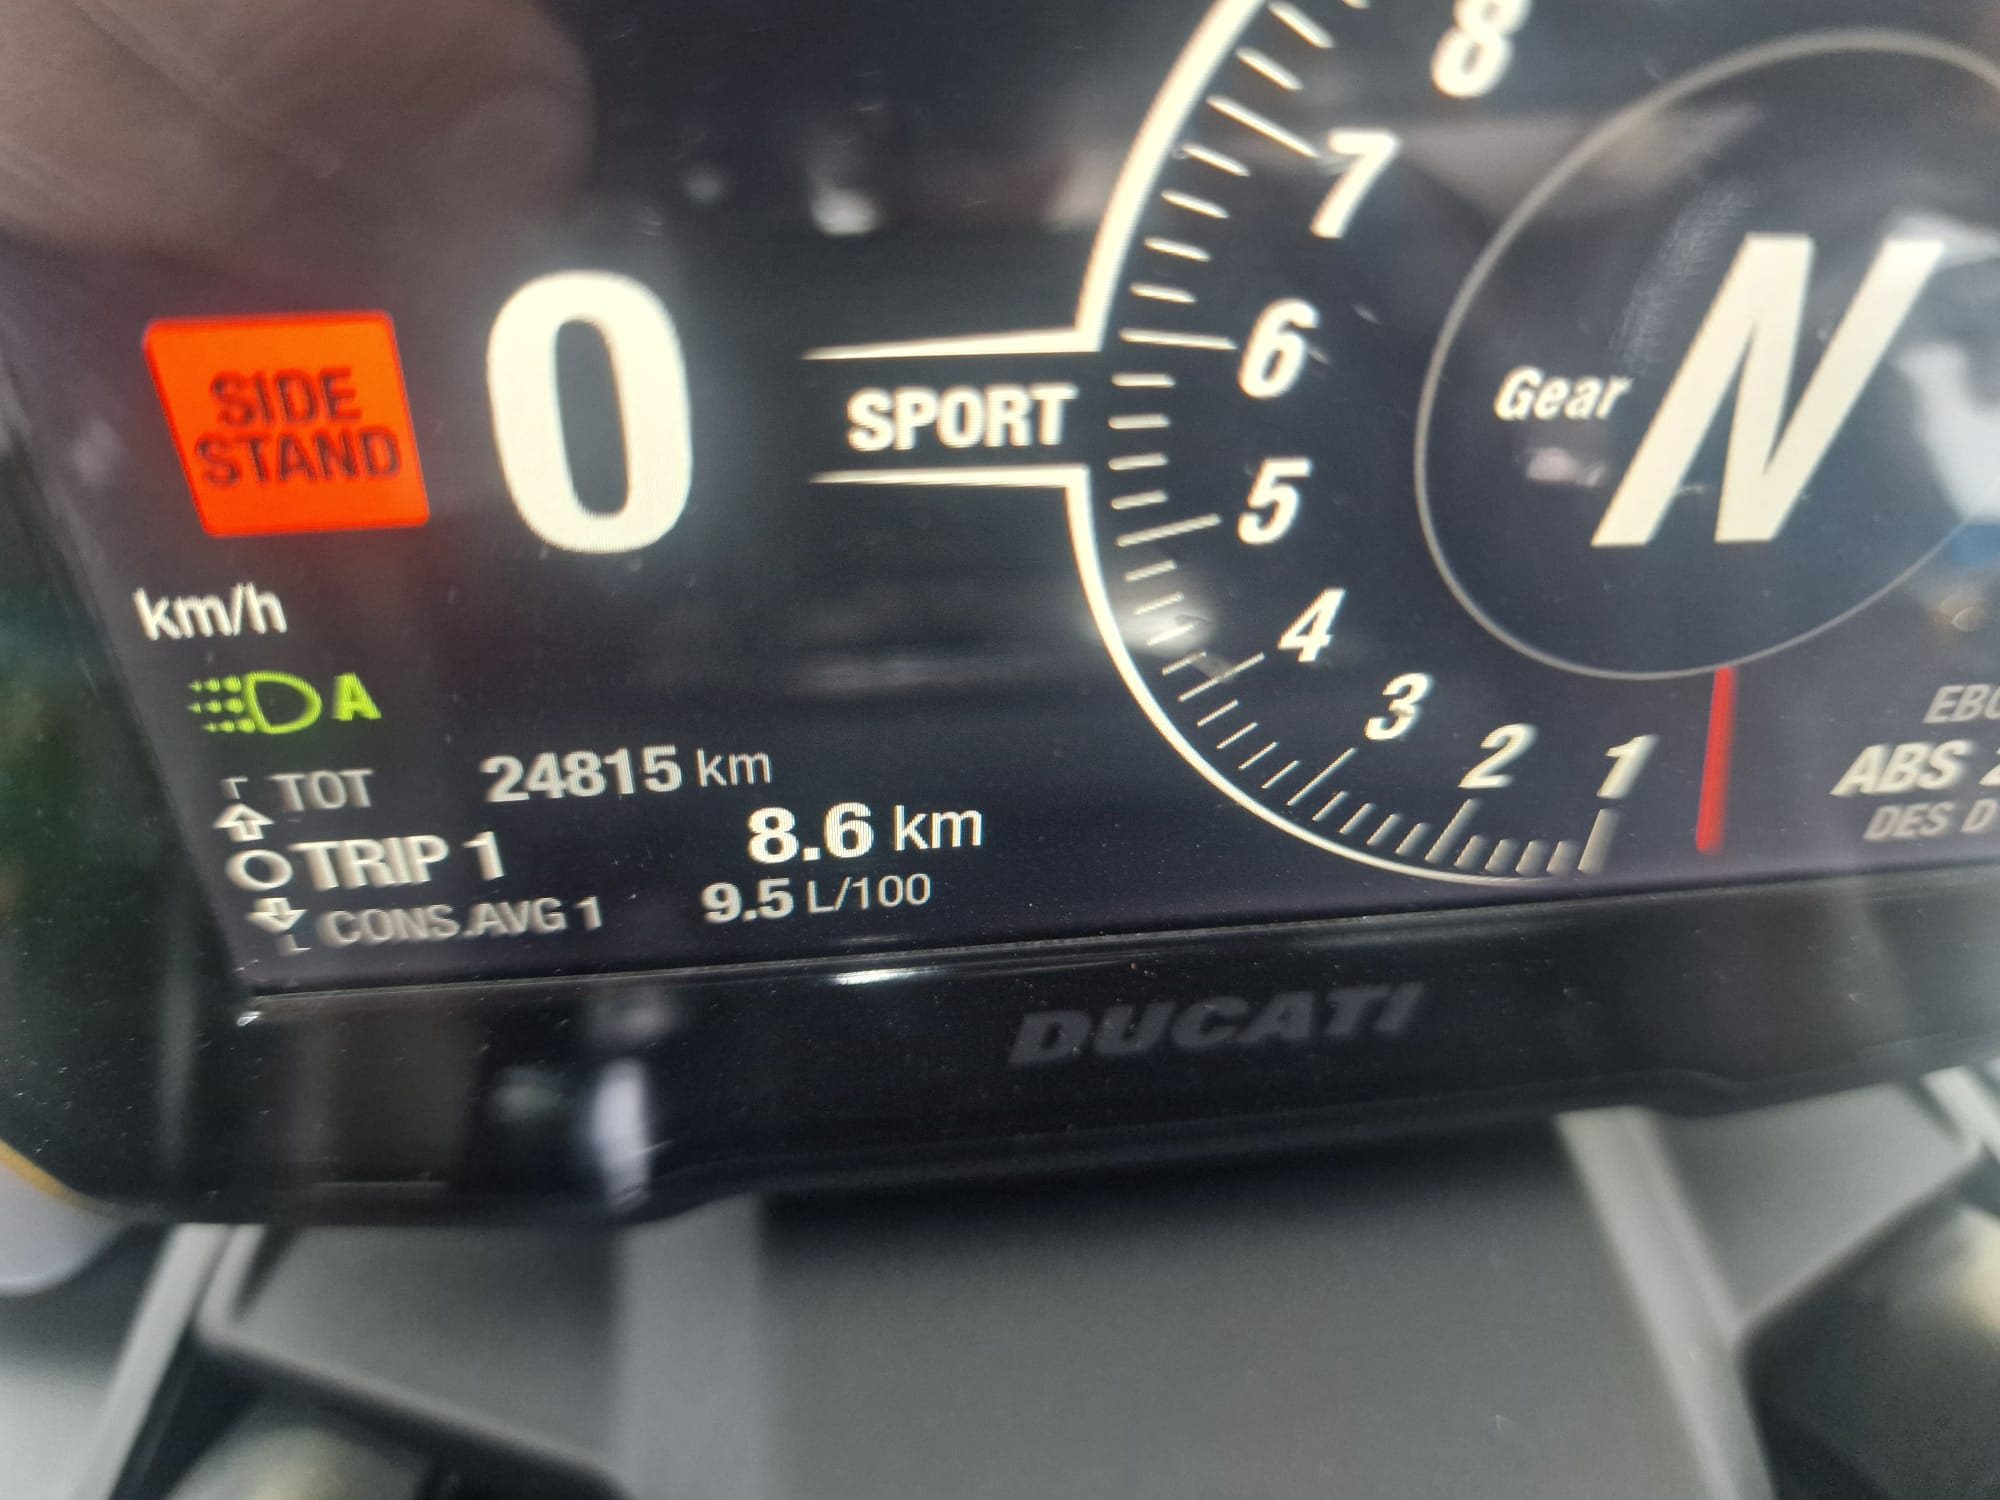 8
7
6
5
4
3
2
1
SIDE
STAND
0
SPORT
Gear
N
km/h
A
TOT 24815 km
TRIP 1 8.6 km
CONS.AVG 1 9.5 L/100
ABS
DES D
DUCATI